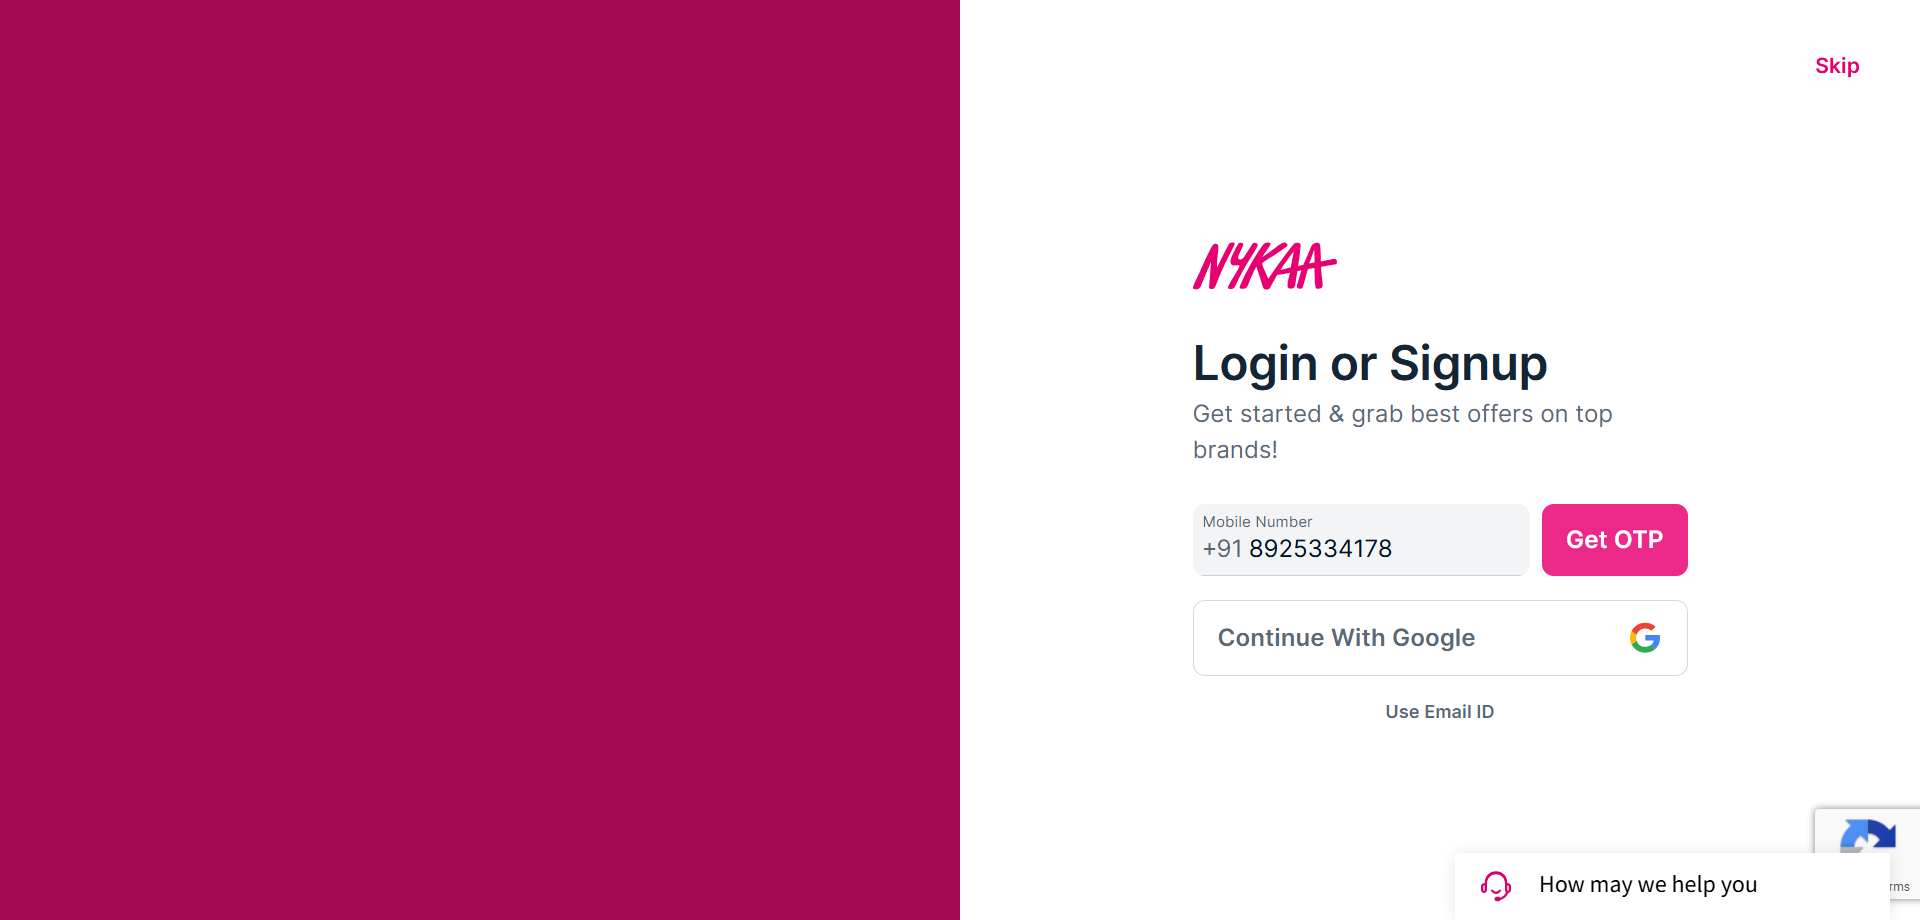 Skip
NYKAA
Login or Signup
Get started & grab best offers on top
brands!
Mobile Number
+91 8925334178
Get OTP
Continue With Google
Use Email ID
How may we help you